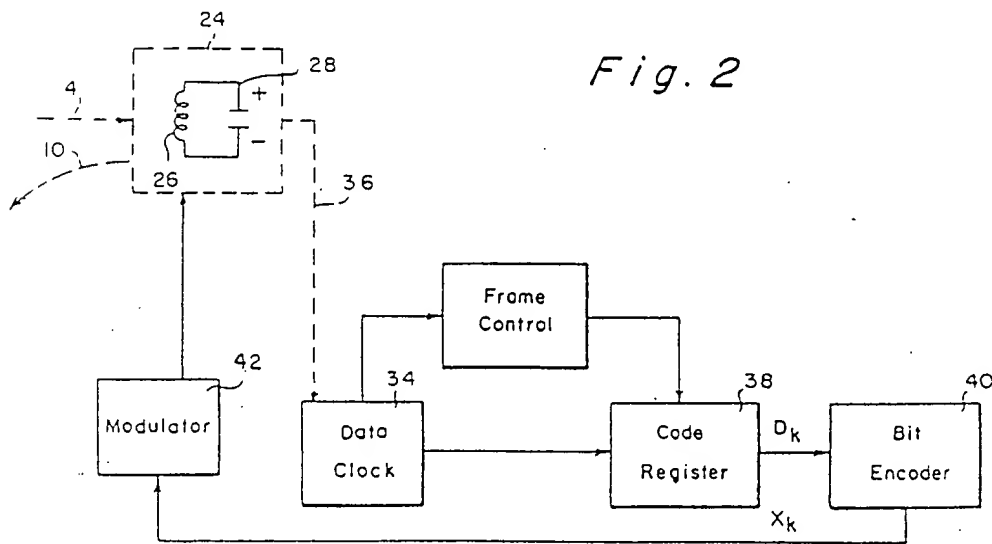 24
Fig. 2
4
28
+
-
10
26
36
Frame
Control
42
Modulator
34
Data
Clock
38
Code
Register
D_k
40
Bit
Encoder
X_k